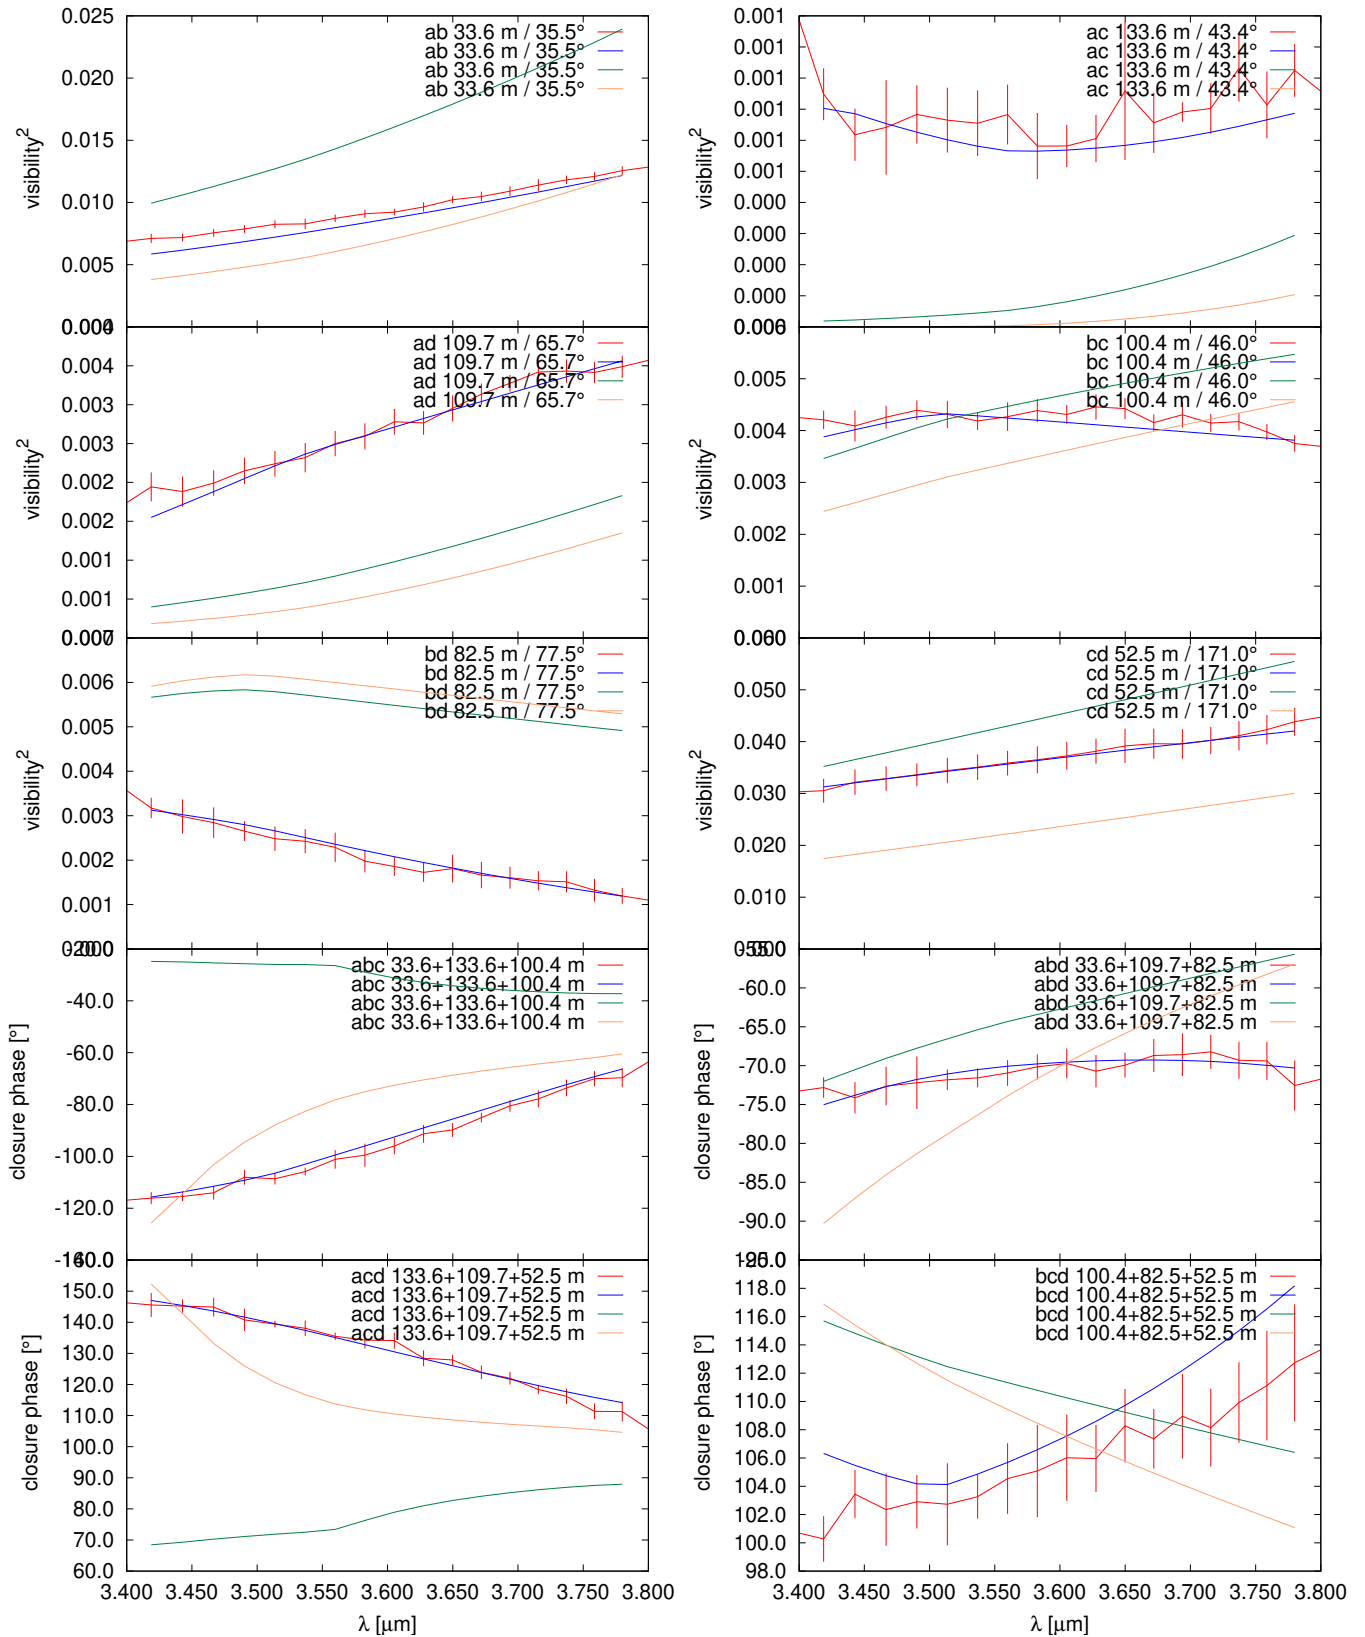 0.025
0.020
0.015
0.010
0.005
visibility²
ab 33.6 m / 35.5°
ab 33.6 m / 35.5°
ab 33.6 m / 35.5°
ab 33.6 m / 35.5°
0.001
0.001
0.001
0.001
0.001
0.001
0.000
0.000
0.000
0.000
visibility²
ac 133.6 m / 43.4°
ac 133.6 m / 43.4°
ac 133.6 m / 43.4°
ac 133.6 m / 43.4°
0.004
0.004
0.003
0.003
0.002
0.002
0.001
0.001
visibility²
ad 109.7 m / 65.7°
ad 109.7 m / 65.7°
ad 109.7 m / 65.7°
ad 109.7 m / 65.7°
0.006
0.005
0.004
0.003
0.002
0.001
visibility²
bc 100.4 m / 46.0°
bc 100.4 m / 46.0°
bc 100.4 m / 46.0°
bc 100.4 m / 46.0°
0.007
0.006
0.005
0.004
0.003
0.002
0.001
visibility²
bd 82.5 m / 77.5°
bd 82.5 m / 77.5°
bd 82.5 m / 77.5°
bd 82.5 m / 77.5°
0.060
0.050
0.040
0.030
0.020
0.010
visibility²
cd 52.5 m / 171.0°
cd 52.5 m / 171.0°
cd 52.5 m / 171.0°
cd 52.5 m / 171.0°
-20.0
-40.0
-60.0
-80.0
-100.0
-120.0
-140.0
closure phase [°]
abc 33.6+133.6+100.4 m
abc 33.6+133.6+100.4 m
abc 33.6+133.6+100.4 m
abc 33.6+133.6+100.4 m
-55.0
-60.0
-65.0
-70.0
-75.0
-80.0
-85.0
-90.0
-95.0
closure phase [°]
abd 33.6+109.7+82.5 m
abd 33.6+109.7+82.5 m
abd 33.6+109.7+82.5 m
abd 33.6+109.7+82.5 m
160.0
150.0
140.0
130.0
120.0
110.0
100.0
90.0
80.0
70.0
60.0
closure phase [°]
acd 133.6+109.7+52.5 m
acd 133.6+109.7+52.5 m
acd 133.6+109.7+52.5 m
acd 133.6+109.7+52.5 m
3.400 3.450 3.500 3.550 3.600 3.650 3.700 3.750 3.800
λ [μm]
118.0
116.0
114.0
112.0
110.0
108.0
106.0
104.0
102.0
100.0
98.0
closure phase [°]
bcd 100.4+82.5+52.5 m
bcd 100.4+82.5+52.5 m
bcd 100.4+82.5+52.5 m
bcd 100.4+82.5+52.5 m
3.400 3.450 3.500 3.550 3.600 3.650 3.700 3.750 3.800
λ [μm]